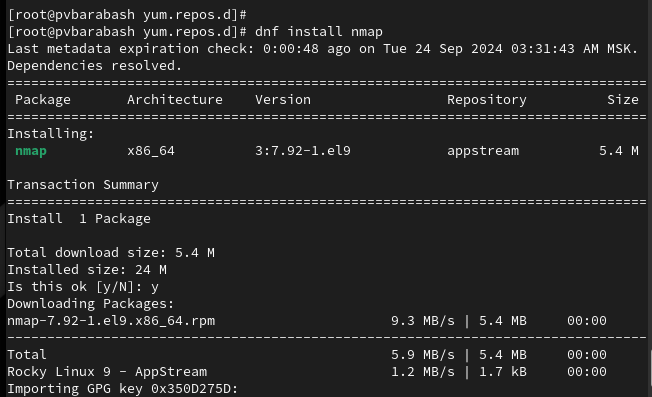 [root@pvbarabash yum.repos.d]#
[root@pvbarabash yum.repos.d]# dnf install nmap
Last metadata expiration check: 0:00:48 ago on Tue 24 Sep 2024 03:31:43 AM MSK.
Dependencies resolved.
================================================================================
 Package       Architecture    Version                 Repository          Size
================================================================================
Installing:
 nmap          x86_64          3:7.92-1.el9            appstream          5.4 M

Transaction Summary
================================================================================
Install  1 Package

Total download size: 5.4 M
Installed size: 24 M
Is this ok [y/N]: y
Downloading Packages:
nmap-7.92-1.el9.x86_64.rpm                      9.3 MB/s | 5.4 MB     00:00
--------------------------------------------------------------------------------
Total                                           5.9 MB/s | 5.4 MB     00:00
Rocky Linux 9 - AppStream                       1.2 MB/s | 1.7 kB     00:00
Importing GPG key 0x350D275D: